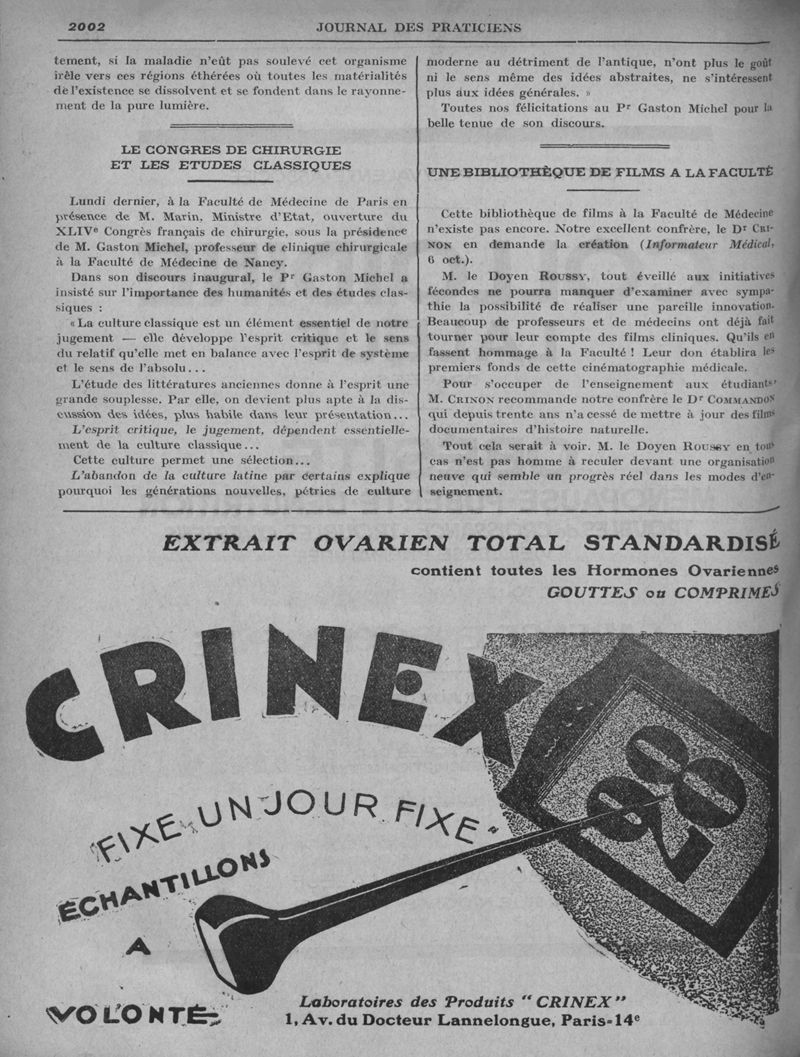 2002
JOURNAL DES PRATICIENS
tement, si la maladie n'eût pas soulevé cet organisme
irêle vers ces régions éthérées où toutes les matérialités
de l'existence se dissolvent et se fondent dans le rayonne-
ment de la pure lumière.
LE CONGRES DE CHIRURGIE
ET LES ETUDES CLASSIQUES
Lundi dernier, à la Faculté de Médecine de Paris en
présence de M. Marin, Ministre d'Etat, ouverture du
XLIVe Congrès français de chirurgie, sous la présidence
de M. Gaston Michel, professeur de clinique chirurgicale
à la Faculté de Médecine de Nancy.
Dans son discours inaugural, le Pr Gaston Michel a
insisté sur l'importance des humanités et des études clas-
siques :
« La culture classique est un élément essentiel de notre
jugement — elle développe l'esprit critique et le sens
du relatif qu'elle met en balance avec l'esprit de système
et le sens de l'absolu...
L'étude des littératures anciennes donne à l'esprit une
grande souplesse. Par elle, on devient plus apte à la dis-
cussion des idées, plus habile dans leur présentation...
L'esprit critique, le jugement, dépendent essentielle-
ment de la culture classique...
Cette culture permet une sélection...
L'abandon de la culture latine par certains explique
pourquoi les générations nouvelles, pétries de culture
moderne au détriment de l'antique, n'ont plus le goût
ni le sens même des idées abstraites, ne s'intéressent
plus aux idées générales. »
Toutes nos félicitations au Pr Gaston Michel pour la
belle tenue de son discours.
UNE BIBLIOTHÈQUE DE FILMS A LA FACULTÉ
Cette bibliothèque de films à la Faculté de Médecine
n'existe pas encore. Notre excellent confrère, le Dr CRI-
NON en demande la création (Informateur Médical,
6 oct.).
M. le Doyen ROUSSY, tout éveillé aux initiatives
fécondes ne pourra manquer d'examiner avec sympa-
thie la possibilité de réaliser une pareille innovation.
Beaucoup de professeurs et de médecins ont déjà fait
tourner pour leur compte des films cliniques. Qu'ils en
fassent hommage à la Faculté ! Leur don établira les
premiers fonds de cette cinématographie médicale.
Pour s'occuper de l'enseignement aux étudiants,
M. CRINON recommande notre confrère le Dr COMMANDON
qui depuis trente ans n'a cessé de mettre à jour des films
documentaires d'histoire naturelle.
Tout cela serait à voir. M. le Doyen ROUSSY en tous
cas n'est pas homme à reculer devant une organisation
neuve qui semble un progrès réel dans les modes d'en-
seignement.
EXTRAIT OVARIEN TOTAL STANDARDISÉ
contient toutes les Hormones Ovariennes
GOUTTES ou COMPRIMÉS
CRINEX
"FIXE UN JOUR FIXE"
28
ÉCHANTILLONS
A
VOLONTÉ
Laboratoires des Produits "CRINEX"
1, Av. du Docteur Lannelongue, Paris-14e